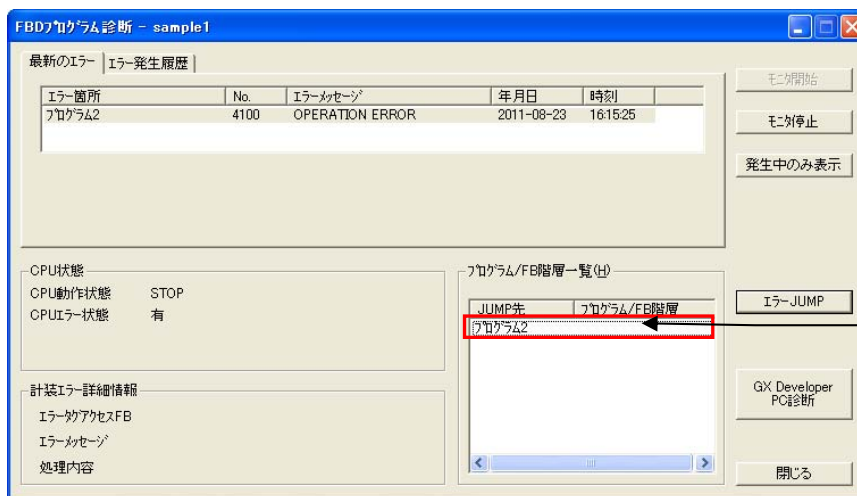 FBDﾌﾟﾛｸﾞﾗﾑ診断 - sample1
最新のエラー
エラー発生履歴
エラー箇所 No. エラーメッセージ 年月日 時刻
ﾌﾟﾛｸﾞﾗﾑ2 4100 OPERATION ERROR 2011-08-23 16:15:25
ﾓﾆﾀ開始
ﾓﾆﾀ停止
発生中のみ表示
CPU状態
CPU動作状態 STOP
CPUエラー状態 有
ﾌﾟﾛｸﾞﾗﾑ/FB階層一覧(H)
JUMP先 ﾌﾟﾛｸﾞﾗﾑ/FB階層
ﾌﾟﾛｸﾞﾗﾑ2
エラーJUMP
計装エラー詳細情報
エラータグアクセスFB
エラーメッセージ
処理内容
GX Developer
PC診断
閉じる